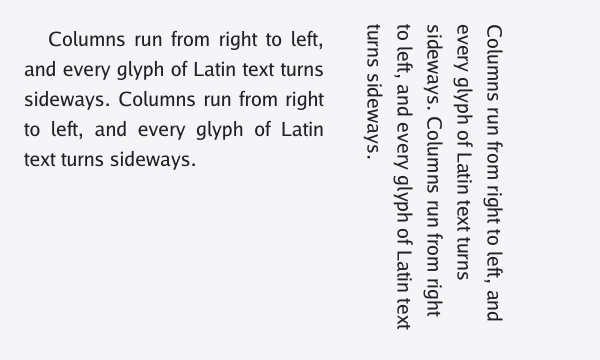 Columns run from right to left,
and every glyph of Latin text turns
sideways. Columns run from right
to left, and every glyph of Latin
text turns sideways.
Columns run from right to left, and
every glyph of Latin text turns
sideways. Columns run from right
to left, and every glyph of Latin text
turns sideways.